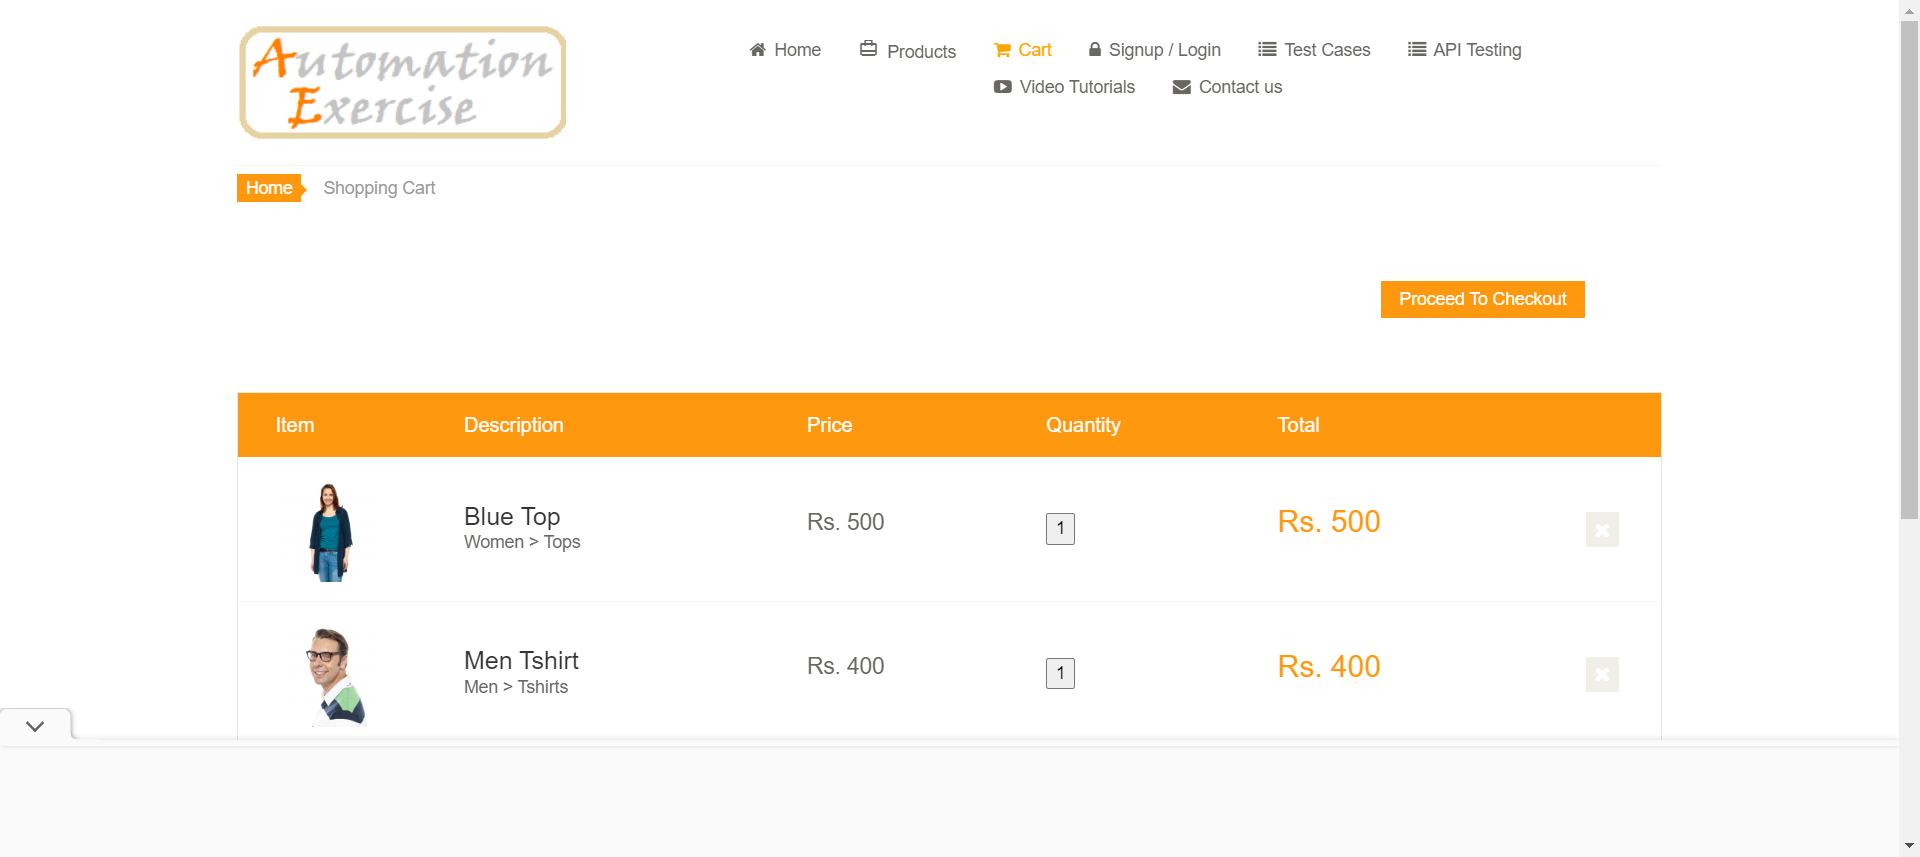 Automation
Exercise
Home Products Cart Signup / Login Test Cases API Testing
Video Tutorials Contact us
Home Shopping Cart
Proceed To Checkout
Item Description Price Quantity Total
Blue Top Rs. 500 1 Rs. 500
Women > Tops
Men Tshirt Rs. 400 1 Rs. 400
Men > Tshirts